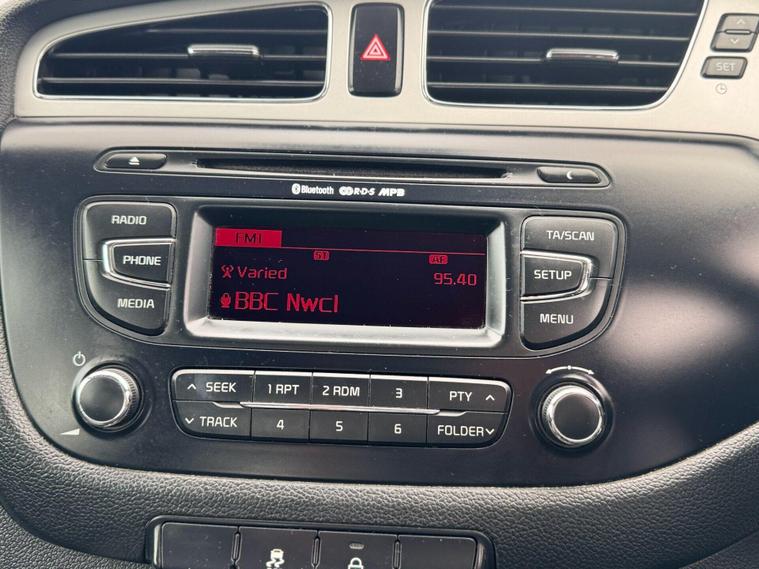 SET
Bluetooth R·D·S MP3
RADIO
PHONE
MEDIA
FM1
AF
Varied
95.40
BBC Nwcl
TA/SCAN
SETUP
MENU
SEEK
1 RPT
2 RDM
3
PTY
TRACK
4
5
6
FOLDER